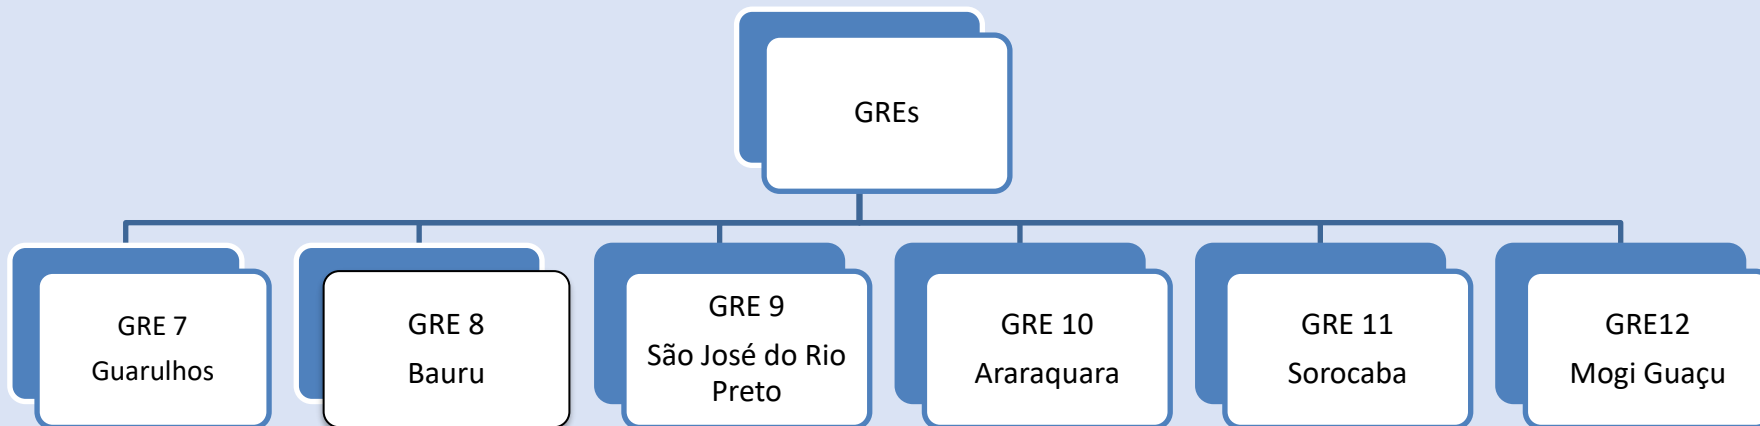 GREs
GRE 7
Guarulhos
GRE 8
Bauru
GRE 9
São José do Rio
Preto
GRE 10
Araraquara
GRE 11
Sorocaba
GRE12
Mogi Guaçu